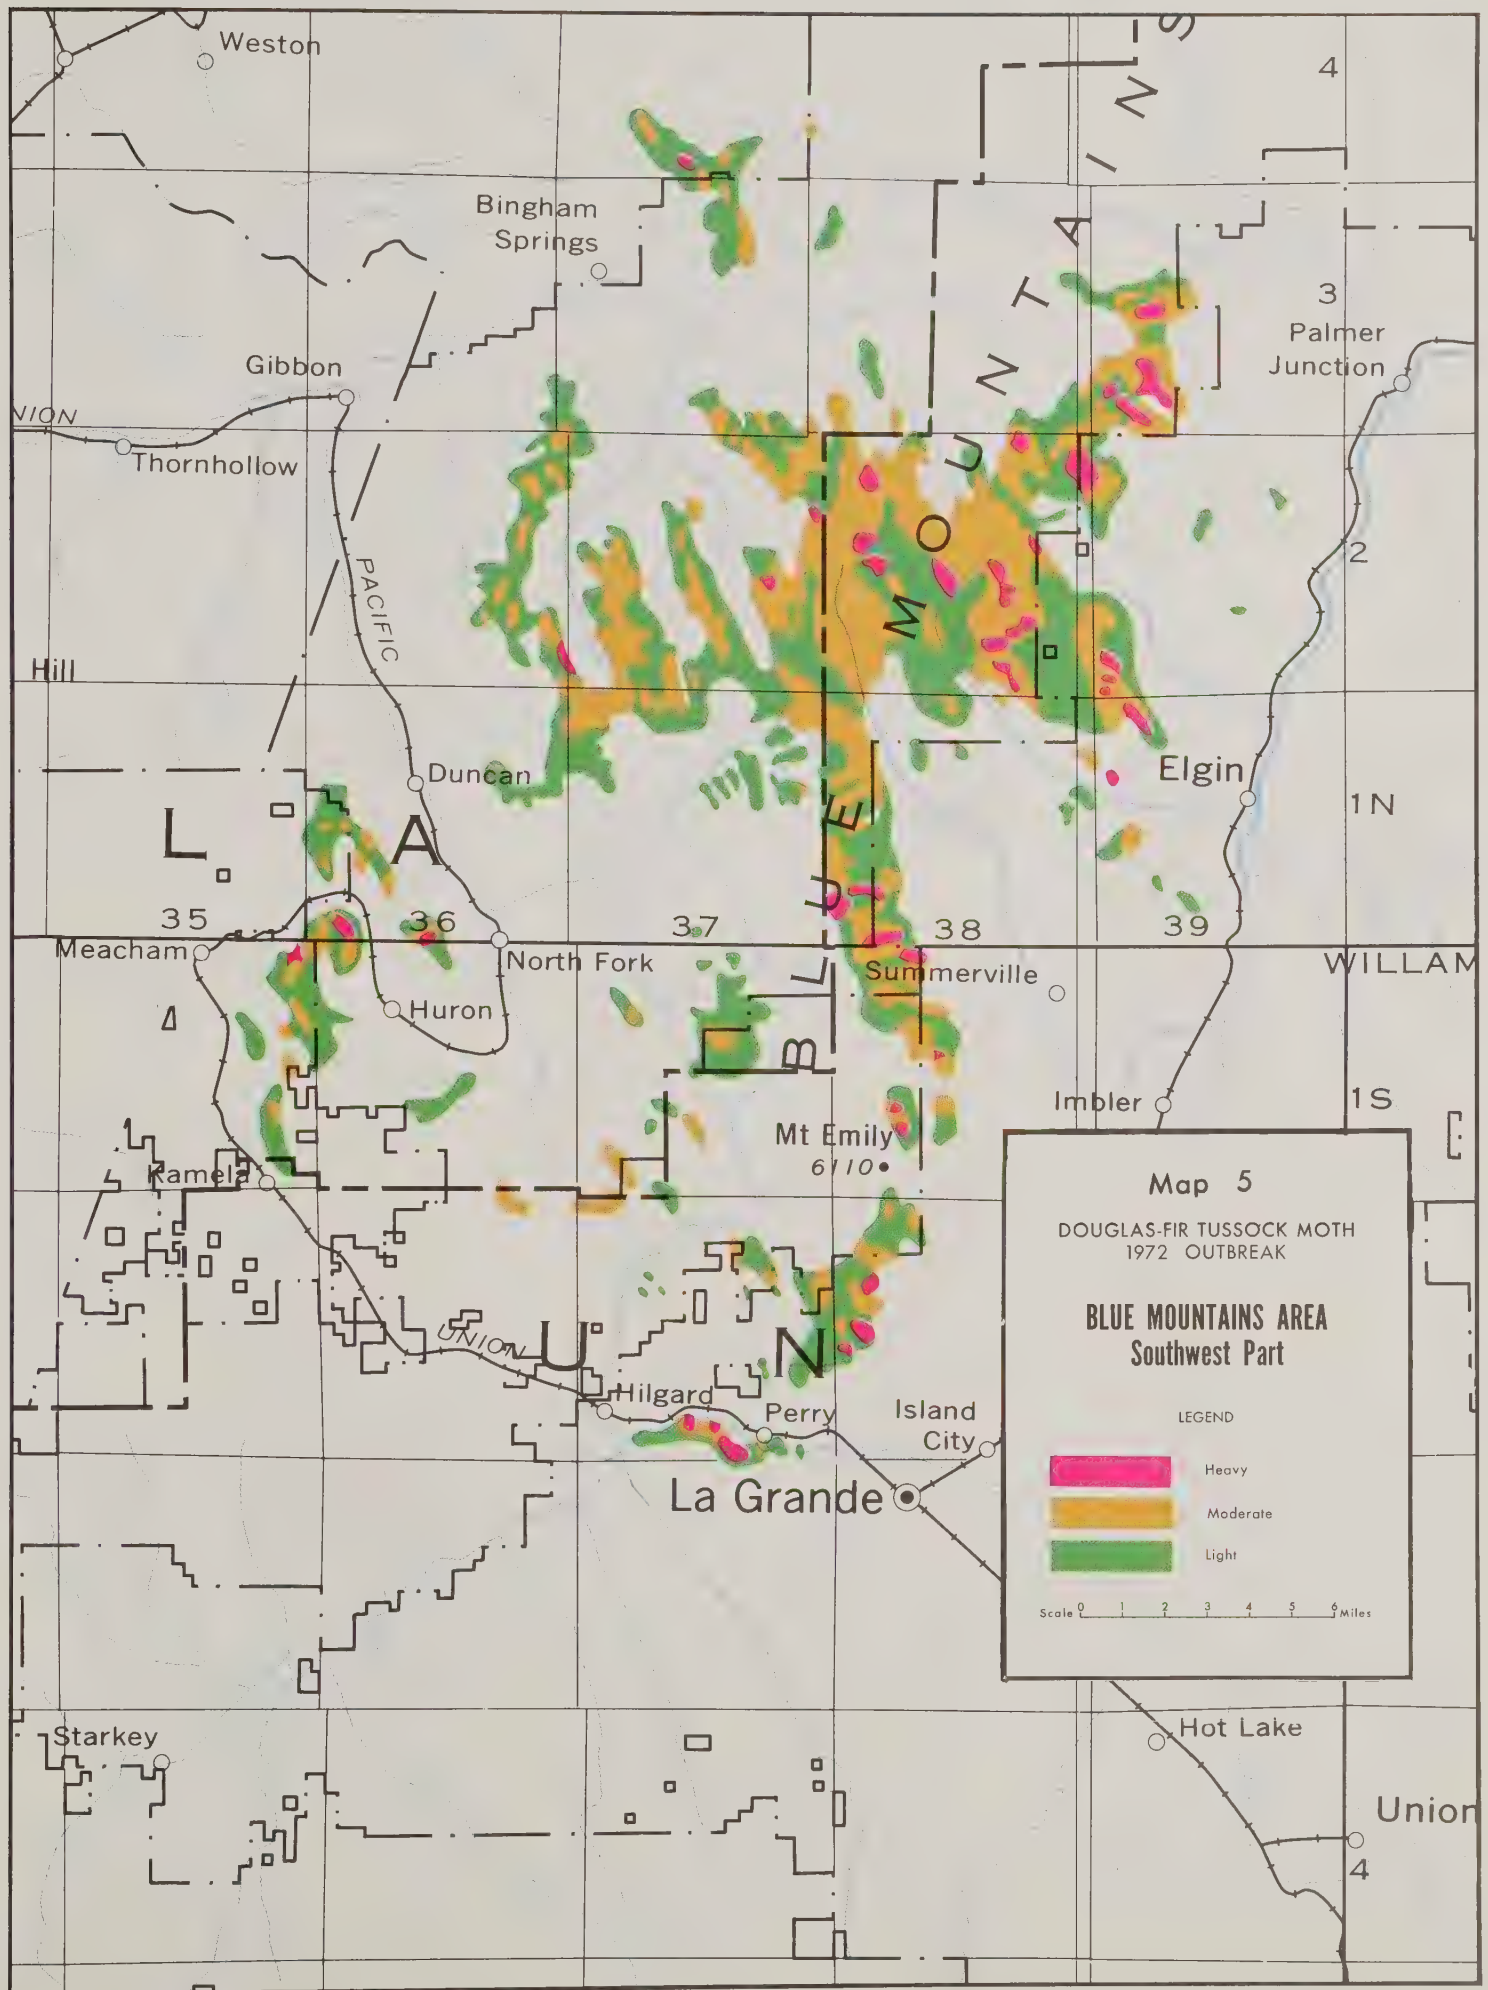 Weston
4
S
N
I
A
T
N
U
O
M
Bingham
Springs
3
Palmer
Junction
Gibbon
NION
Thornhollow
PACIFIC
2
Hill
Duncan
Elgin
L A
1N
E
U
L
B
35 36 37 38 39
Meacham
North Fork
Summerville
WILLAM
Huron
Imbler
1S
Mt Emily
6110
Kamela
UNION
U N
Hilgard
Perry
Island
City
La Grande
Map 5
DOUGLAS-FIR TUSSOCK MOTH
1972 OUTBREAK
BLUE MOUNTAINS AREA
Southwest Part
LEGEND
Heavy
Moderate
Light
Scale 0 1 2 3 4 5 6 Miles
Starkey
Hot Lake
Union
4